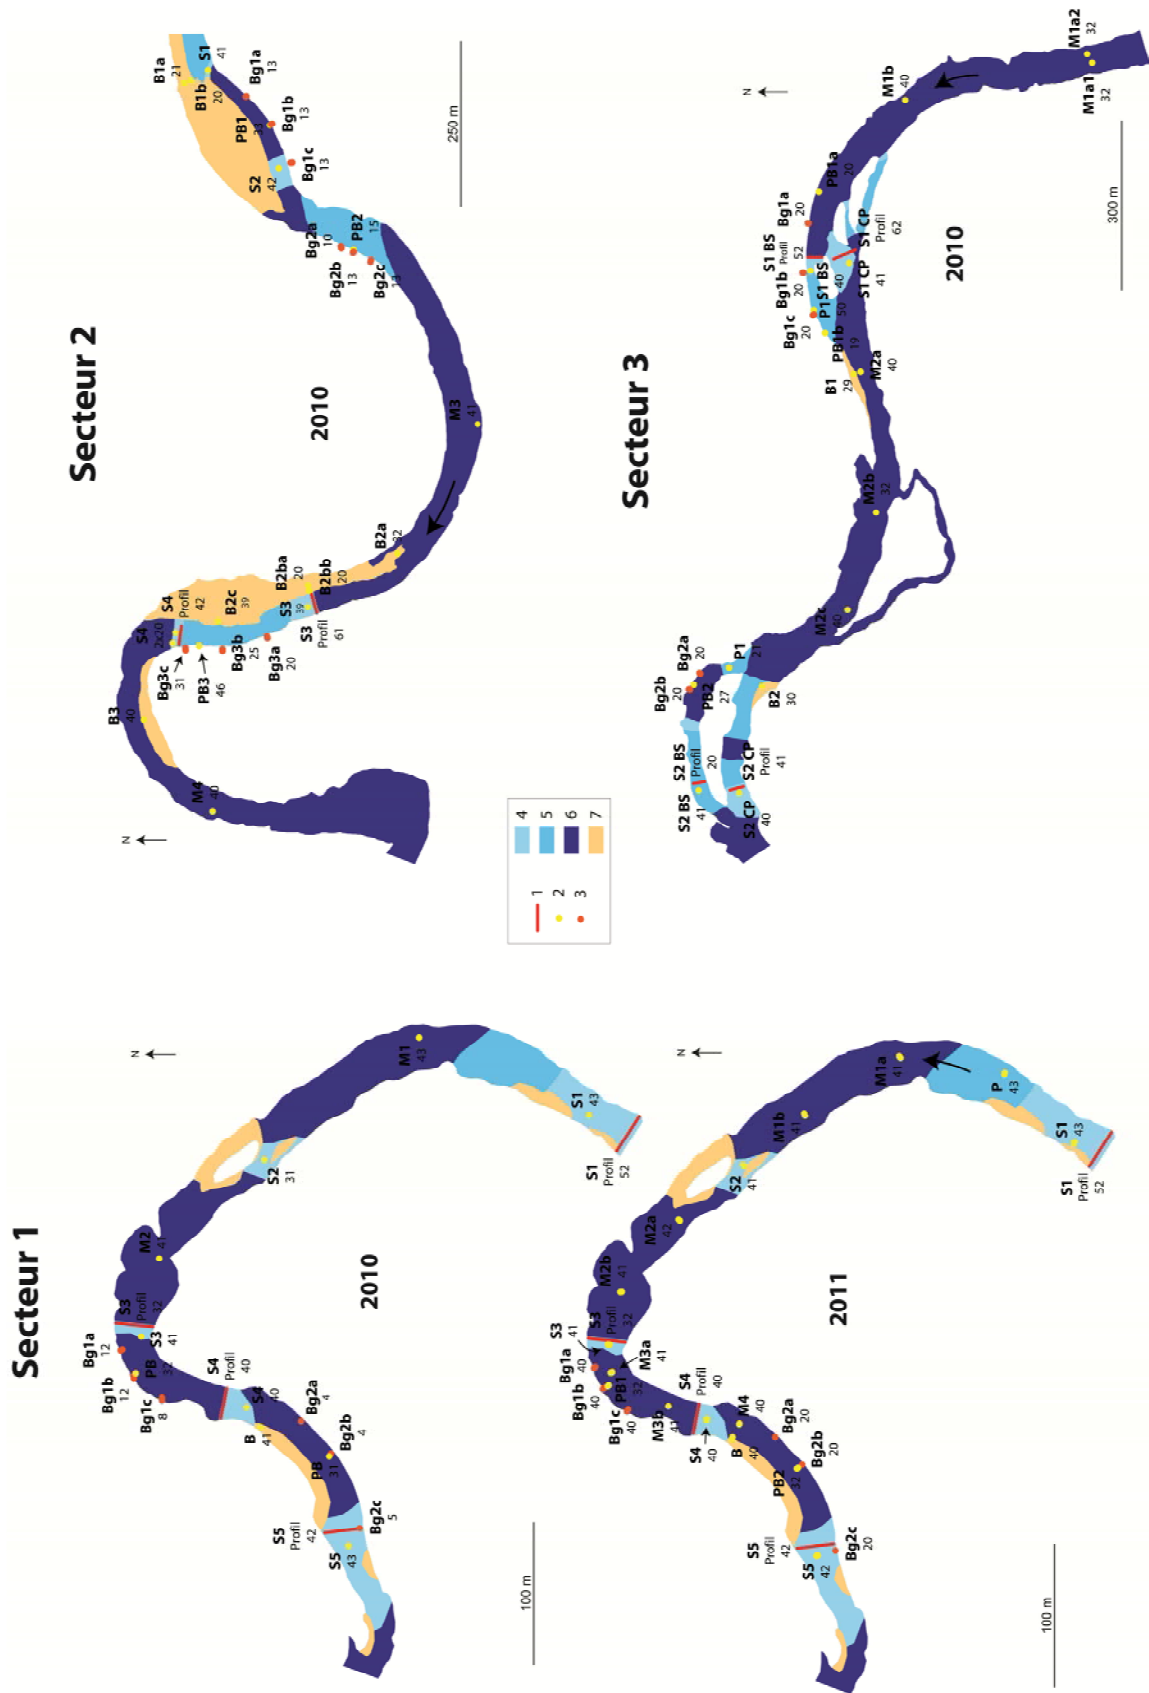 Secteur 1
2010
N
M1
43
S1
43
S1
Profil
52
S2
31
M2
41
S3
Profil
32
S3
41
Bg1a
12
PB
32
Bg1b
12
Bg1c
8
S4
Profil
40
S4
40
B
41
Bg2a
4
Bg2b
4
PB
31
S5
Profil
42
Bg2c
5
S5
43
100 m
2011
N
M1a
41
P
43
S1
43
S1
Profil
52
M1b
41
S2
41
M2a
42
M2b
41
S3
Profil
32
S3
41
M3a
41
Bg1a
40
PB1
32
Bg1b
40
Bg1c
40
M3b
41
S4
Profil
40
S4
40
M4
40
B
40
Bg2a
20
Bg2b
20
PB2
32
S5
Profil
42
Bg2c
20
S5
42
100 m
Secteur 2
2010
N
B1a
21
B1b
20
S1
41
Bg1a
13
PB1
33
Bg1b
13
S2
42
Bg1c
13
Bg2a
10
PB2
15
Bg2b
13
Bg2c
13
M3
41
B2a
32
B2ba
20
B2bb
20
S3
39
S3
Profil
61
B2c
39
S4
Profil
42
S4
2x20
Bg3a
20
Bg3b
25
PB3
46
Bg3c
31
B3
40
M4
40
250 m
1
2
3
4
5
6
7
Secteur 3
2010
N
M1a2
32
M1a1
32
M1b
40
PB1a
20
Bg1a
20
S1 BS
Profil
52
S1 CP
Profil
62
Bg1b
20
S1 BS
40
S1 CP
41
P1
50
Bg1c
20
PB1b
19
B1
29
M2a
40
M2b
32
M2c
40
P1
21
Bg2a
20
Bg2b
20
PB2
27
B2
30
S2 BS
Profil
20
S2 CP
Profil
41
S2 BS
41
S2 CP
40
300 m